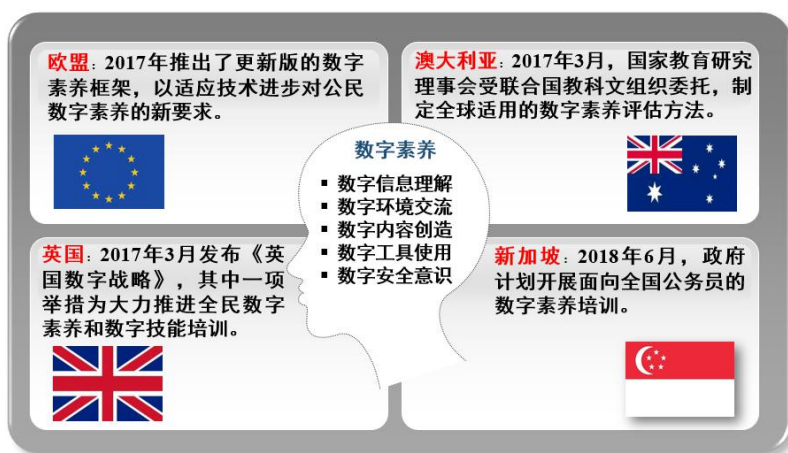 欧盟：2017年推出了更新版的数字
素养框架，以适应技术进步对公民
数字素养的新要求。
澳大利亚：2017年3月，国家教育研究
理事会受联合国教科文组织委托，制
定全球适用的数字素养评估方法。
数字素养
▪ 数字信息理解
▪ 数字环境交流
▪ 数字内容创造
▪ 数字工具使用
▪ 数字安全意识
英国：2017年3月发布《英
国数字战略》，其中一项
举措为大力推进全民数字
素养和数字技能培训。
新加坡：2018年6月，政府
计划开展面向全国公务员的
数字素养培训。